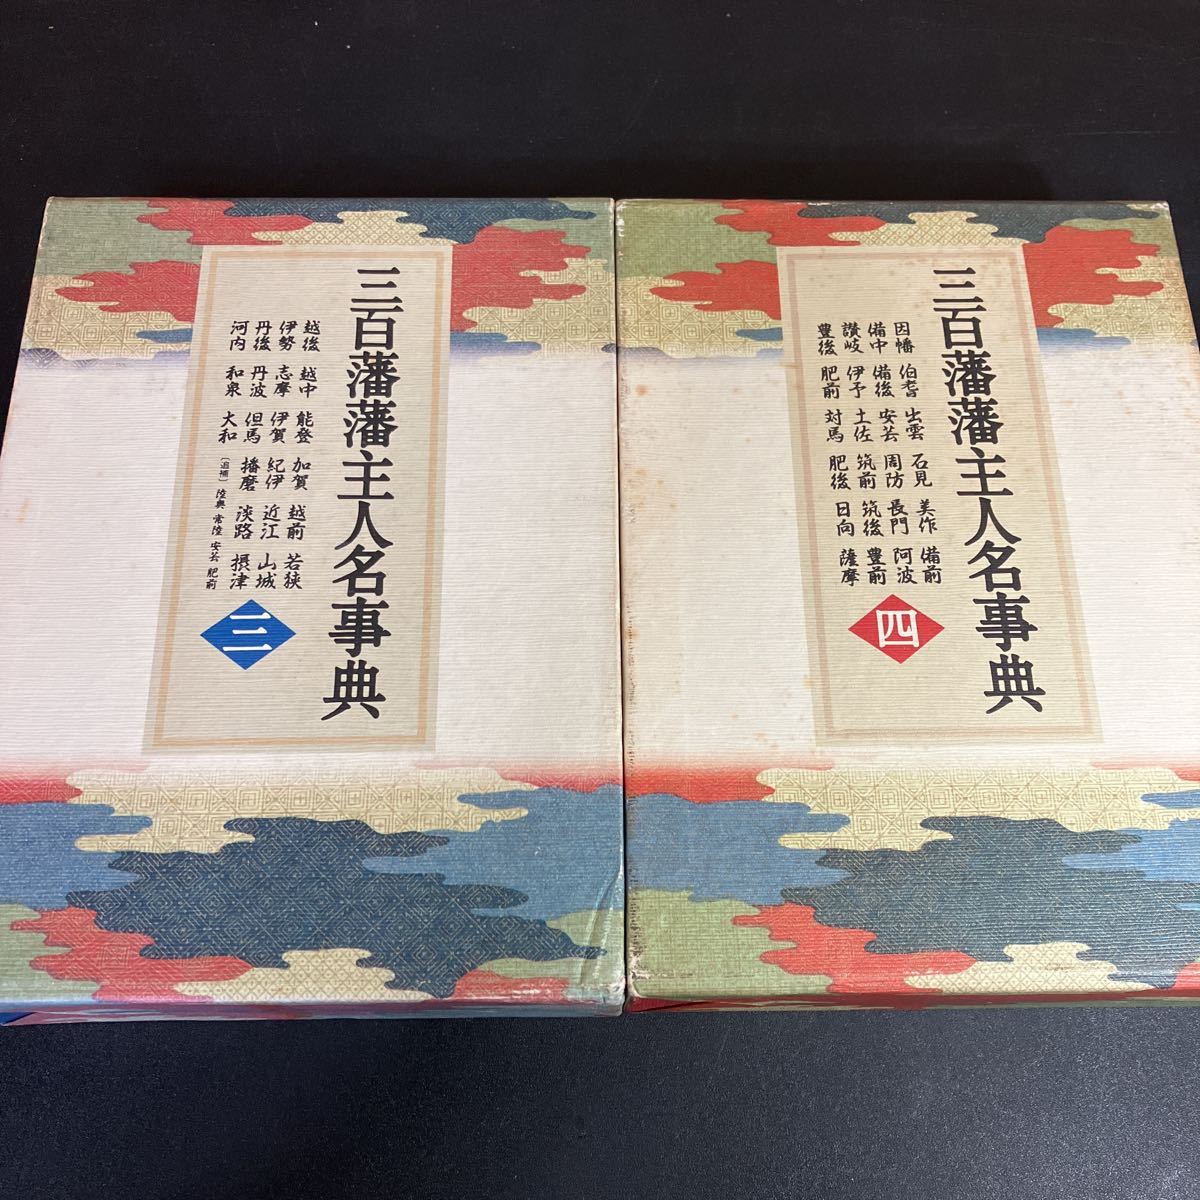 三百藩藩主人名事典
越後 越中 能登 加賀 越前 若狭
伊勢 志摩 伊賀 紀伊 近江 山城
丹後 丹波 但馬 播磨 淡路 摂津
河内 和泉 大和 〔追補〕 陸奥 常陸 安芸 肥前
三
三百藩藩主人名事典
因幡 伯耆 出雲 石見 美作 備前
備中 備後 安芸 周防 長門 阿波
讃岐 伊予 土佐 筑前 筑後 豊前
豊後 肥前 対馬 肥後 日向 薩摩
四